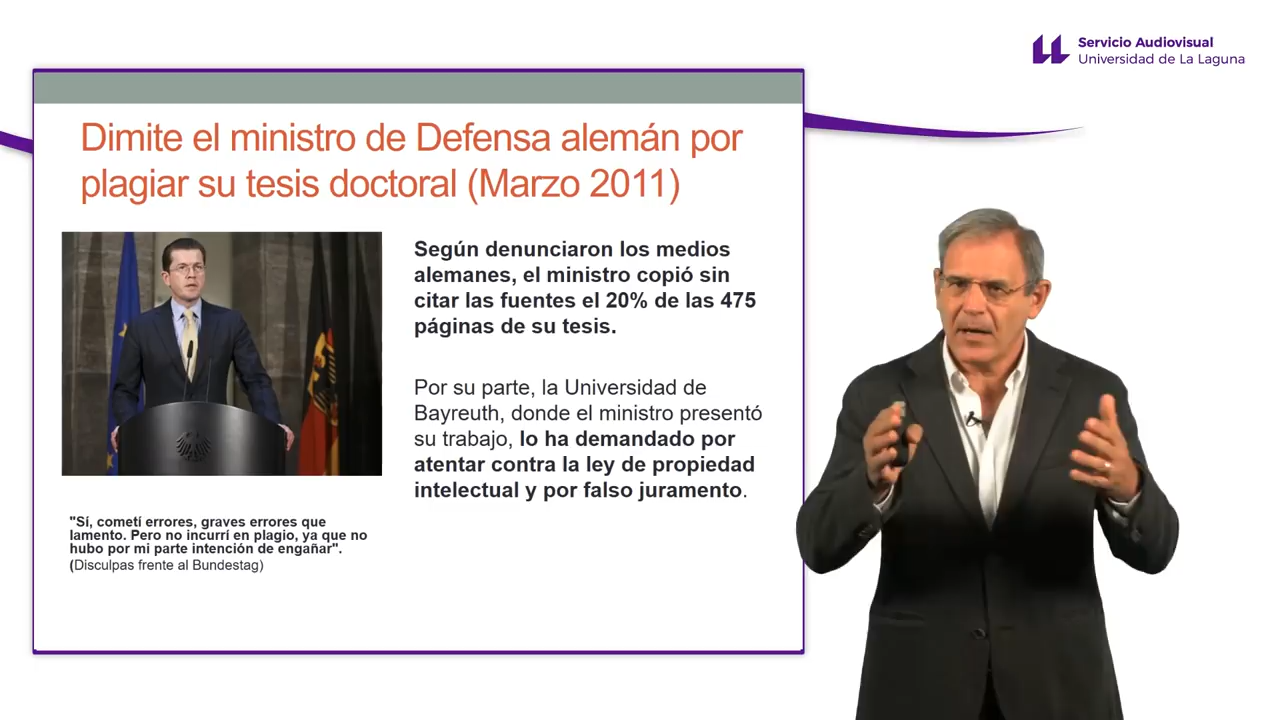 Servicio Audiovisual
Universidad de La Laguna
Dimite el ministro de Defensa alemán por
plagiar su tesis doctoral (Marzo 2011)
Según denunciaron los medios
alemanes, el ministro copió sin
citar las fuentes el 20% de las 475
páginas de su tesis.
Por su parte, la Universidad de
Bayreuth, donde el ministro presentó
su trabajo, lo ha demandado por
atentar contra la ley de propiedad
intelectual y por falso juramento.
"Sí, cometí errores, graves errores que
lamento. Pero no incurrí en plagio, ya que no
hubo por mi parte intención de engañar".
(Disculpas frente al Bundestag)